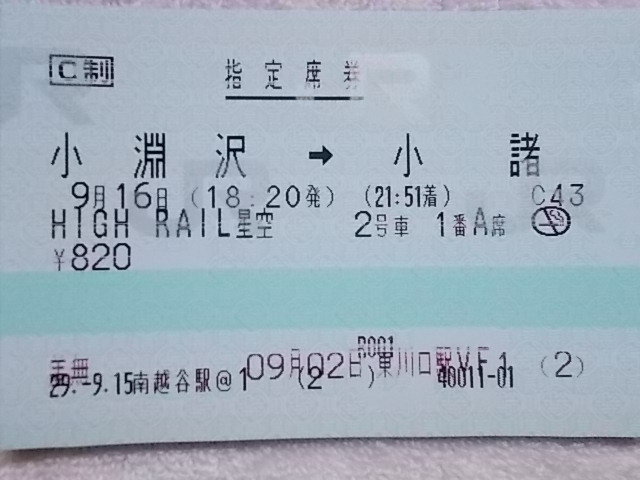 C制 指定席券
小淵沢 → 小諸
9月16日 (18:20発) (21:51着) C43
HIGH RAIL星空 2号車 1番A席
¥820
R001
09月02日 東川口駅VF1 (2)
29.-9.15南越谷駅@1 (2 ) 40011-01